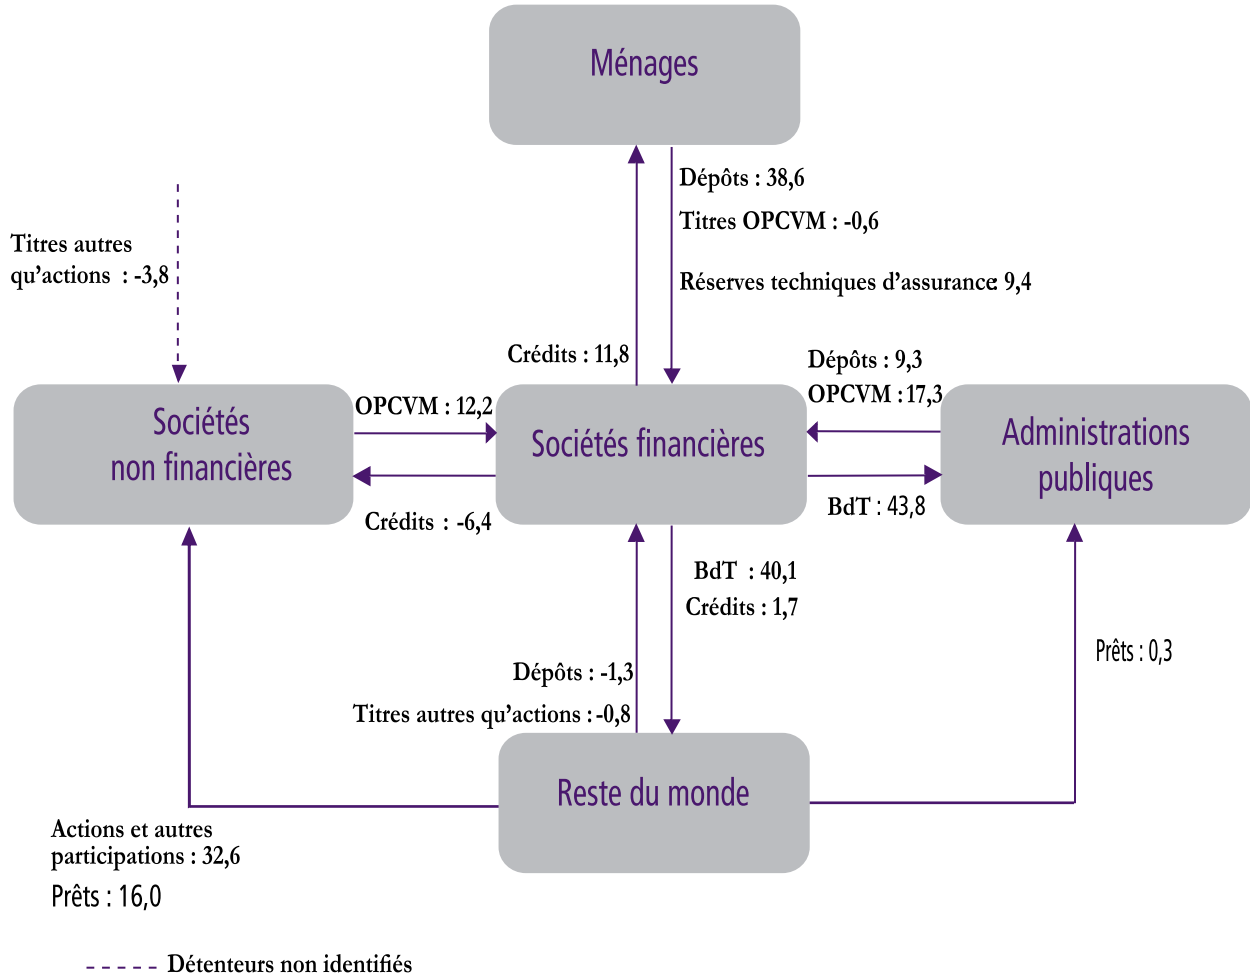 Ménages
Dépôts : 38,6
Titres OPCVM : -0,6
Réserves techniques d’assurance: 9,4
Titres autres
qu’actions : -3,8
Crédits : 11,8
Dépôts : 9,3
OPCVM : 17,3
OPCVM : 12,2
Sociétés
non financières
Sociétés financières
Administrations
publiques
Crédits : -6,4
BdT : 43,8
BdT : 40,1
Crédits : 1,7
Prêts : 0,3
Dépôts : -1,3
Titres autres qu’actions : -0,8
Reste du monde
Actions et autres
participations : 32,6
Prêts : 16,0
Détenteurs non identifiés